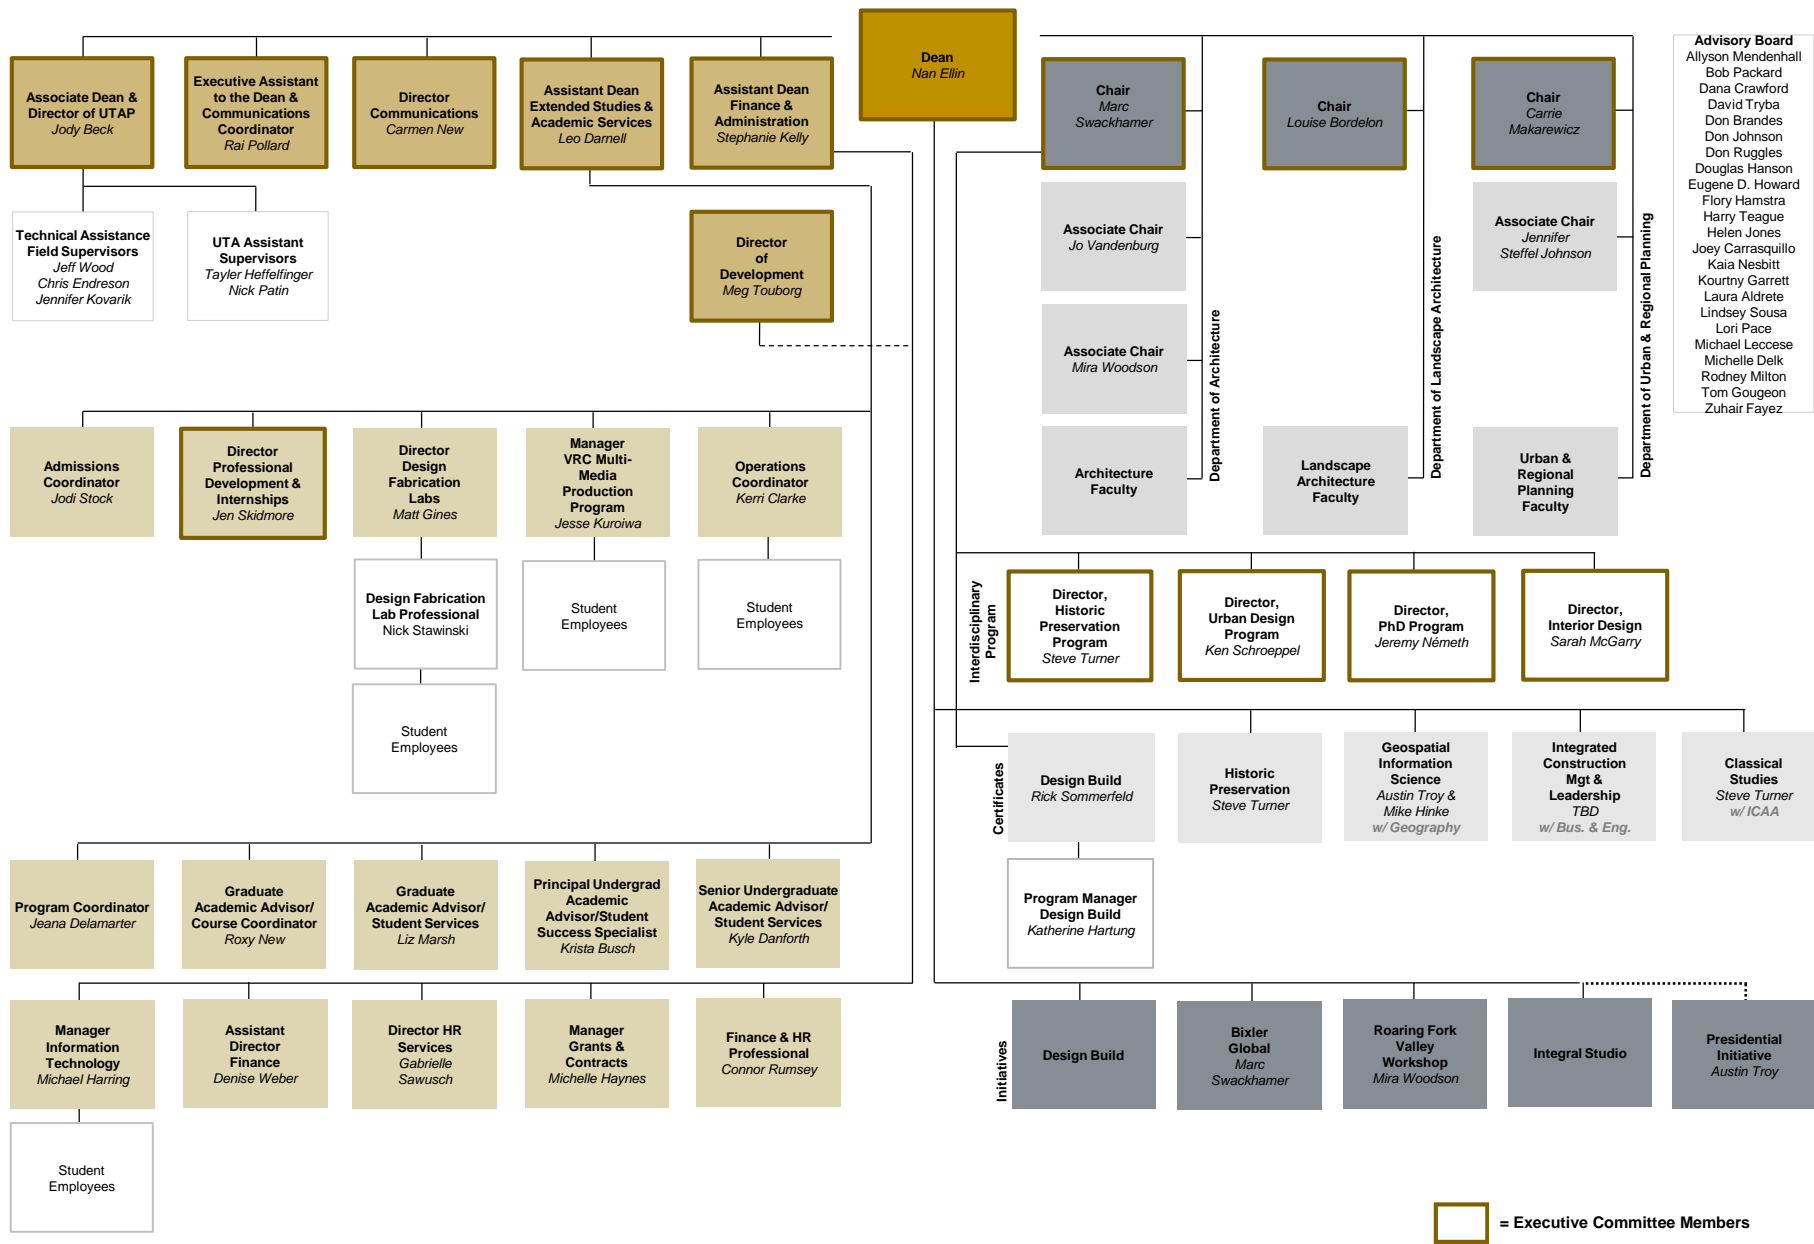 Dean
Nan Ellin
Associate Dean &
Director of UTAP
Jody Beck
Executive Assistant
to the Dean &
Communications
Coordinator
Rai Pollard
Director
Communications
Carmen New
Assistant Dean
Extended Studies &
Academic Services
Leo Darnell
Assistant Dean
Finance &
Administration
Stephanie Kelly
Chair
Marc
Swackhamer
Chair
Louise Bordelon
Chair
Carrie
Makarewicz
Advisory Board
Allyson Mendenhall
Bob Packard
Dana Crawford
David Tryba
Don Brandes
Don Johnson
Don Ruggles
Douglas Hanson
Eugene D. Howard
Flory Hamstra
Harry Teague
Helen Jones
Joey Carrasquillo
Kaia Nesbitt
Kourtny Garrett
Laura Aldrete
Lindsey Sousa
Lori Pace
Michael Leccese
Michelle Delk
Rodney Milton
Tom Gougeon
Zuhair Fayez
Technical Assistance
Field Supervisors
Jeff Wood
Chris Endreson
Jennifer Kovarik
UTA Assistant
Supervisors
Tayler Heffelfinger
Nick Patin
Director
of
Development
Meg Touborg
Associate Chair
Jo Vandenburg
Associate Chair
Jennifer
Steffel Johnson
Associate Chair
Mira Woodson
Department of Architecture
Department of Landscape Architecture
Department of Urban & Regional Planning
Admissions
Coordinator
Jodi Stock
Director
Professional
Development &
Internships
Jen Skidmore
Director
Design
Fabrication
Labs
Matt Gines
Manager
VRC Multi-
Media
Production
Program
Jesse Kuroiwa
Operations
Coordinator
Kerri Clarke
Architecture
Faculty
Landscape
Architecture
Faculty
Urban &
Regional
Planning
Faculty
Design Fabrication
Lab Professional
Nick Stawinski
Student
Employees
Student
Employees
Student
Employees
Interdisciplinary
Program
Director,
Historic
Preservation
Program
Steve Turner
Director,
Urban Design
Program
Ken Schroeppel
Director,
PhD Program
Jeremy Németh
Director,
Interior Design
Sarah McGarry
Certificates
Design Build
Rick Sommerfeld
Historic
Preservation
Steve Turner
Geospatial
Information
Science
Austin Troy &
Mike Hinke
w/ Geography
Integrated
Construction
Mgt &
Leadership
TBD
w/ Bus. & Eng.
Classical
Studies
Steve Turner
w/ ICAA
Program Manager
Design Build
Katherine Hartung
Program Coordinator
Jeana Delamarter
Graduate
Academic Advisor/
Course Coordinator
Roxy New
Graduate
Academic Advisor/
Student Services
Liz Marsh
Principal Undergrad
Academic
Advisor/Student
Success Specialist
Krista Busch
Senior Undergraduate
Academic Advisor/
Student Services
Kyle Danforth
Manager
Information
Technology
Michael Harring
Assistant
Director
Finance
Denise Weber
Director HR
Services
Gabrielle
Sawusch
Manager
Grants &
Contracts
Michelle Haynes
Finance & HR
Professional
Connor Rumsey
Initiatives
Design Build
Bixler
Global
Marc
Swackhamer
Roaring Fork
Valley
Workshop
Mira Woodson
Integral Studio
Presidential
Initiative
Austin Troy
Student
Employees
= Executive Committee Members